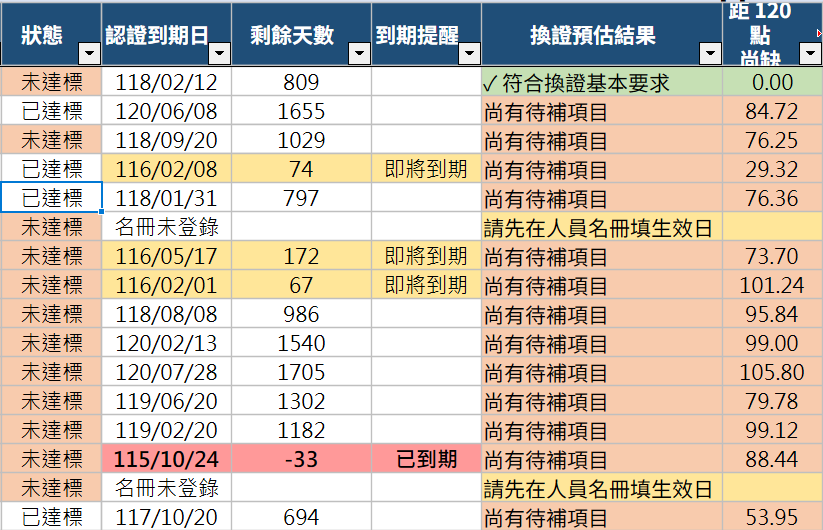 狀態 認證到期日 剩餘天數 到期提醒 換證預估結果 距 120 點 尚缺
未達標 118/02/12 809 ✓ 符合換證基本要求 0.00
已達標 120/06/08 1655 尚有待補項目 84.72
未達標 118/09/20 1029 尚有待補項目 76.25
已達標 116/02/08 74 即將到期 尚有待補項目 29.32
已達標 118/01/31 797 尚有待補項目 76.36
未達標 名冊未登錄 請先在人員名冊填生效日
未達標 116/05/17 172 即將到期 尚有待補項目 73.70
未達標 116/02/01 67 即將到期 尚有待補項目 101.24
未達標 118/08/08 986 尚有待補項目 95.84
未達標 120/02/13 1540 尚有待補項目 99.00
未達標 120/07/28 1705 尚有待補項目 105.80
未達標 119/06/20 1302 尚有待補項目 79.78
未達標 119/02/20 1182 尚有待補項目 99.12
未達標 115/10/24 -33 已到期 尚有待補項目 88.44
未達標 名冊未登錄 請先在人員名冊填生效日
已達標 117/10/20 694 尚有待補項目 53.95